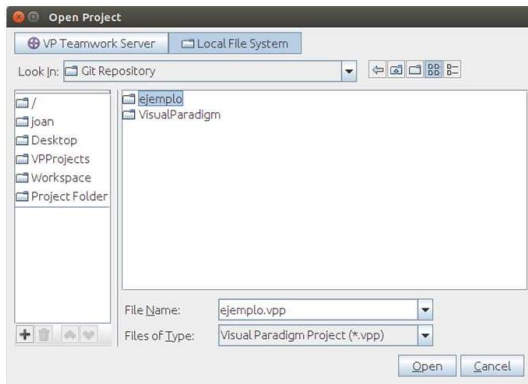 Open Project
VP Teamwork Server
Local File System
Look In: Git Repository
/
joan
Desktop
VPProjects
Workspace
Project Folder
ejemplo
VisualParadigm
File Name: ejemplo.vpp
Files of Type: Visual Paradigm Project (*.vpp)
Open
Cancel